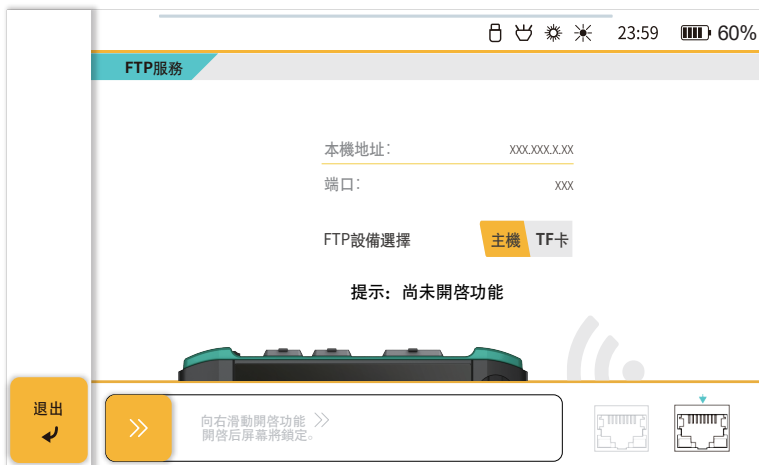 23:59 60%
FTP服務
本機地址： XXX.XXX.X.XX
端口： XXX
FTP設備選擇 主機 TF卡
提示：尚未開啓功能
退出
向右滑動開啓功能
開啓后屏幕將鎖定。